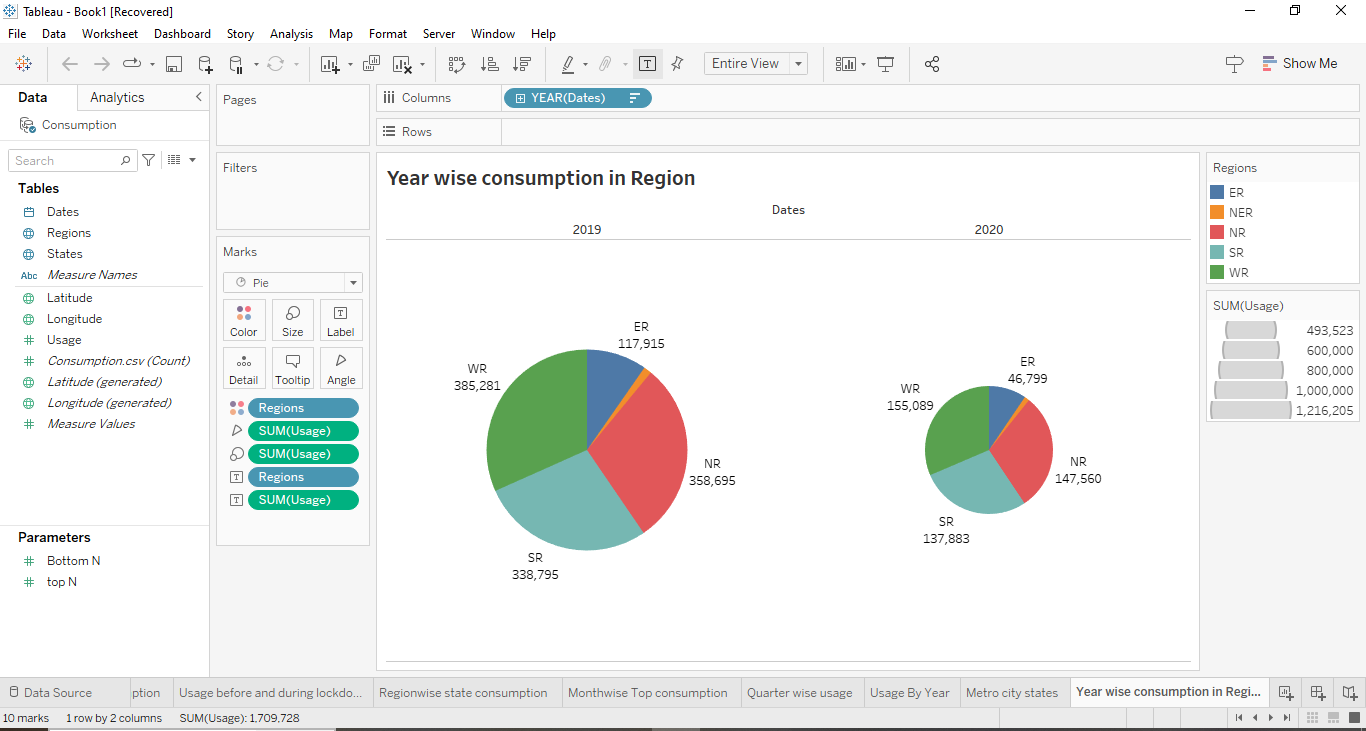 Tableau - Book1 [Recovered]
File Data Worksheet Dashboard Story Analysis Map Format Server Window Help
Entire View
Show Me
Data Analytics
Consumption
Search
Tables
Dates
Regions
States
Abc Measure Names
Latitude
Longitude
Usage
Consumption.csv (Count)
Latitude (generated)
Longitude (generated)
Measure Values
Parameters
Bottom N
top N
Pages
Filters
Marks
Pie
Color Size Label
Detail Tooltip Angle
Regions
SUM(Usage)
SUM(Usage)
Regions
SUM(Usage)
Columns YEAR(Dates)
Rows
Year wise consumption in Region
Dates
2019 2020
ER
117,915
WR
385,281
NR
358,695
SR
338,795
ER
46,799
WR
155,089
NR
147,560
SR
137,883
Regions
ER
NER
NR
SR
WR
SUM(Usage)
493,523
600,000
800,000
1,000,000
1,216,205
Data Source ption Usage before and during lockdo... Regionwise state consumption Monthwise Top consumption Quarter wise usage Usage By Year Metro city states Year wise consumption in Regi...
10 marks 1 row by 2 columns SUM(Usage): 1,709,728